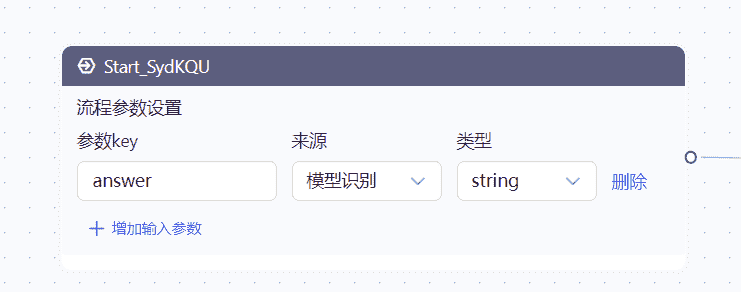 Start_SydKQU
流程参数设置
参数key 来源 类型
answer 模型识别 string 删除
+ 增加输入参数